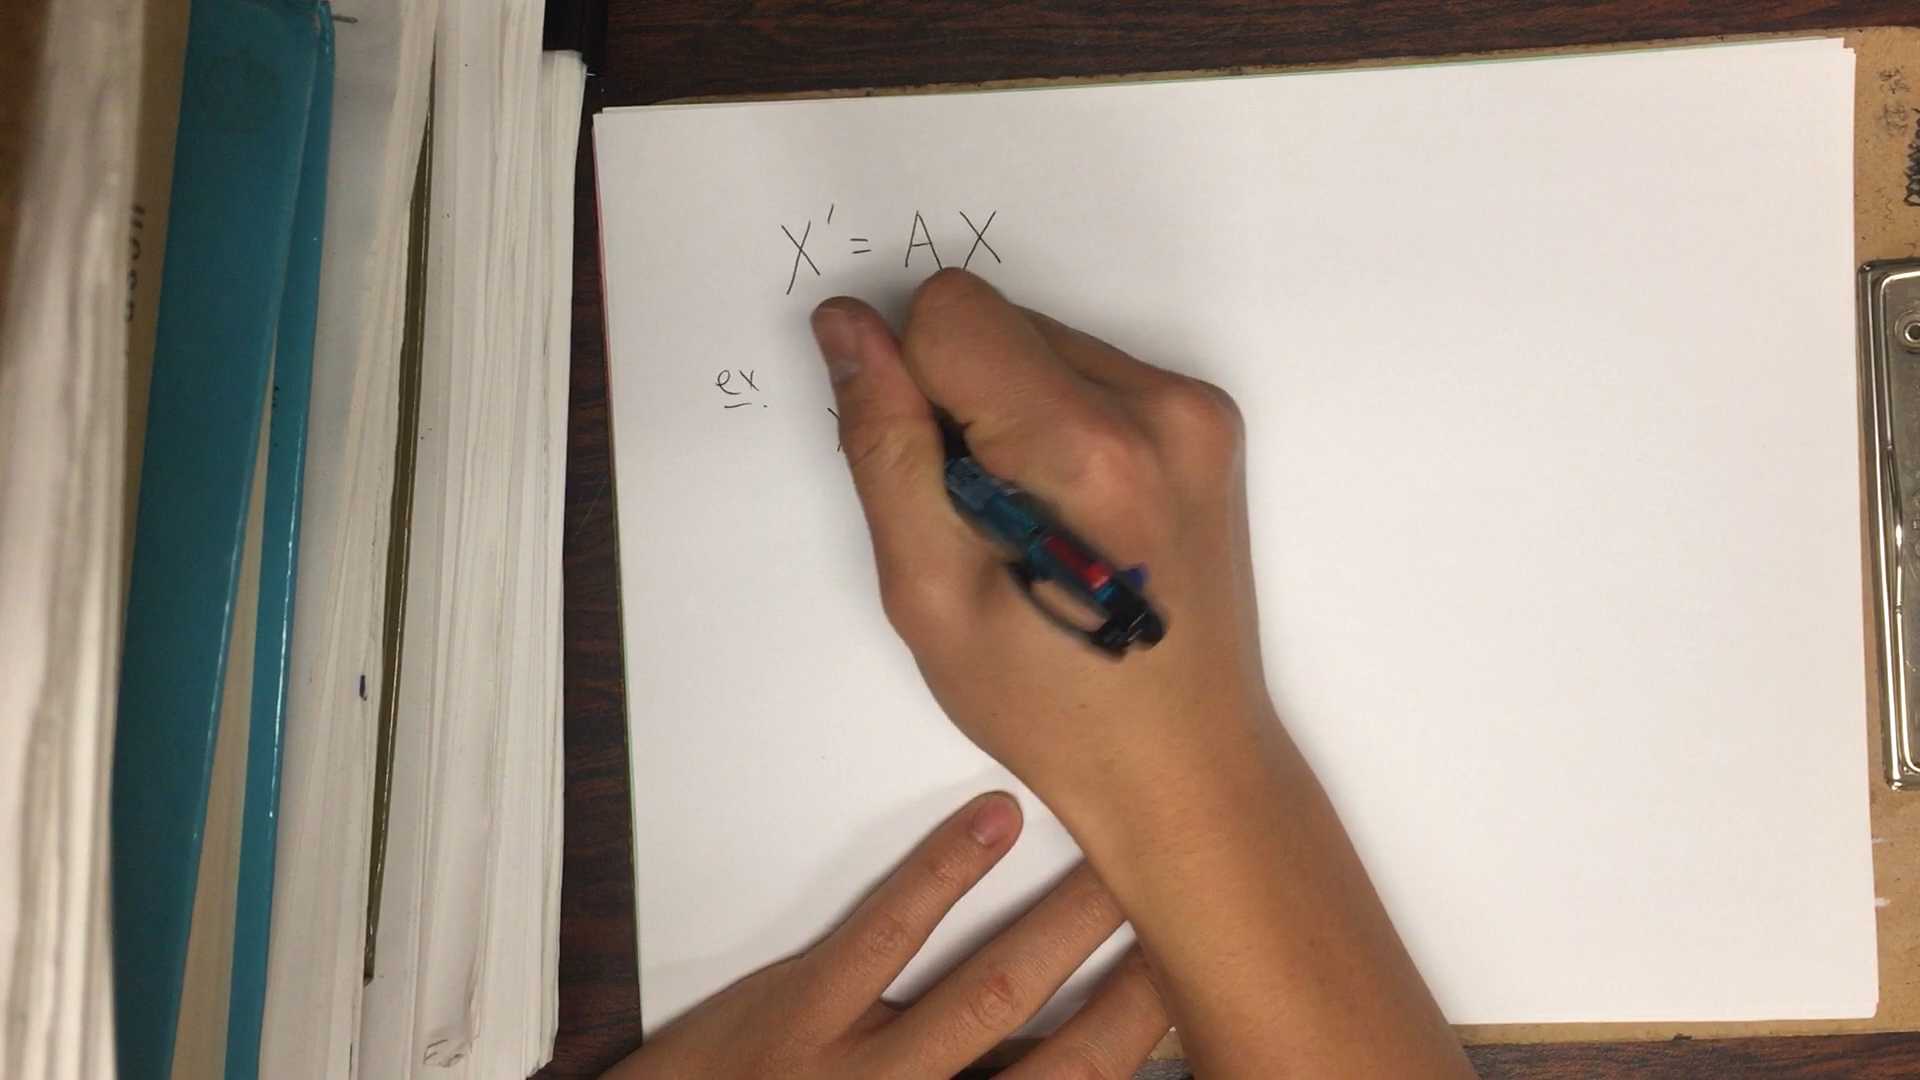 X' = AX
ex.